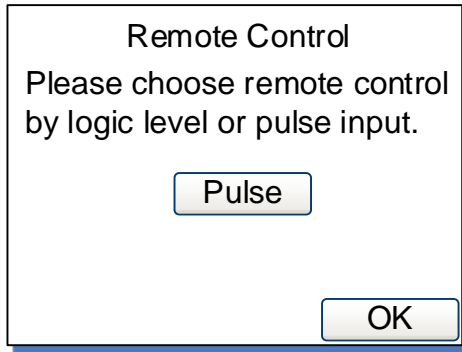 Remote Control
Please choose remote control
by logic level or pulse input.
Pulse
OK